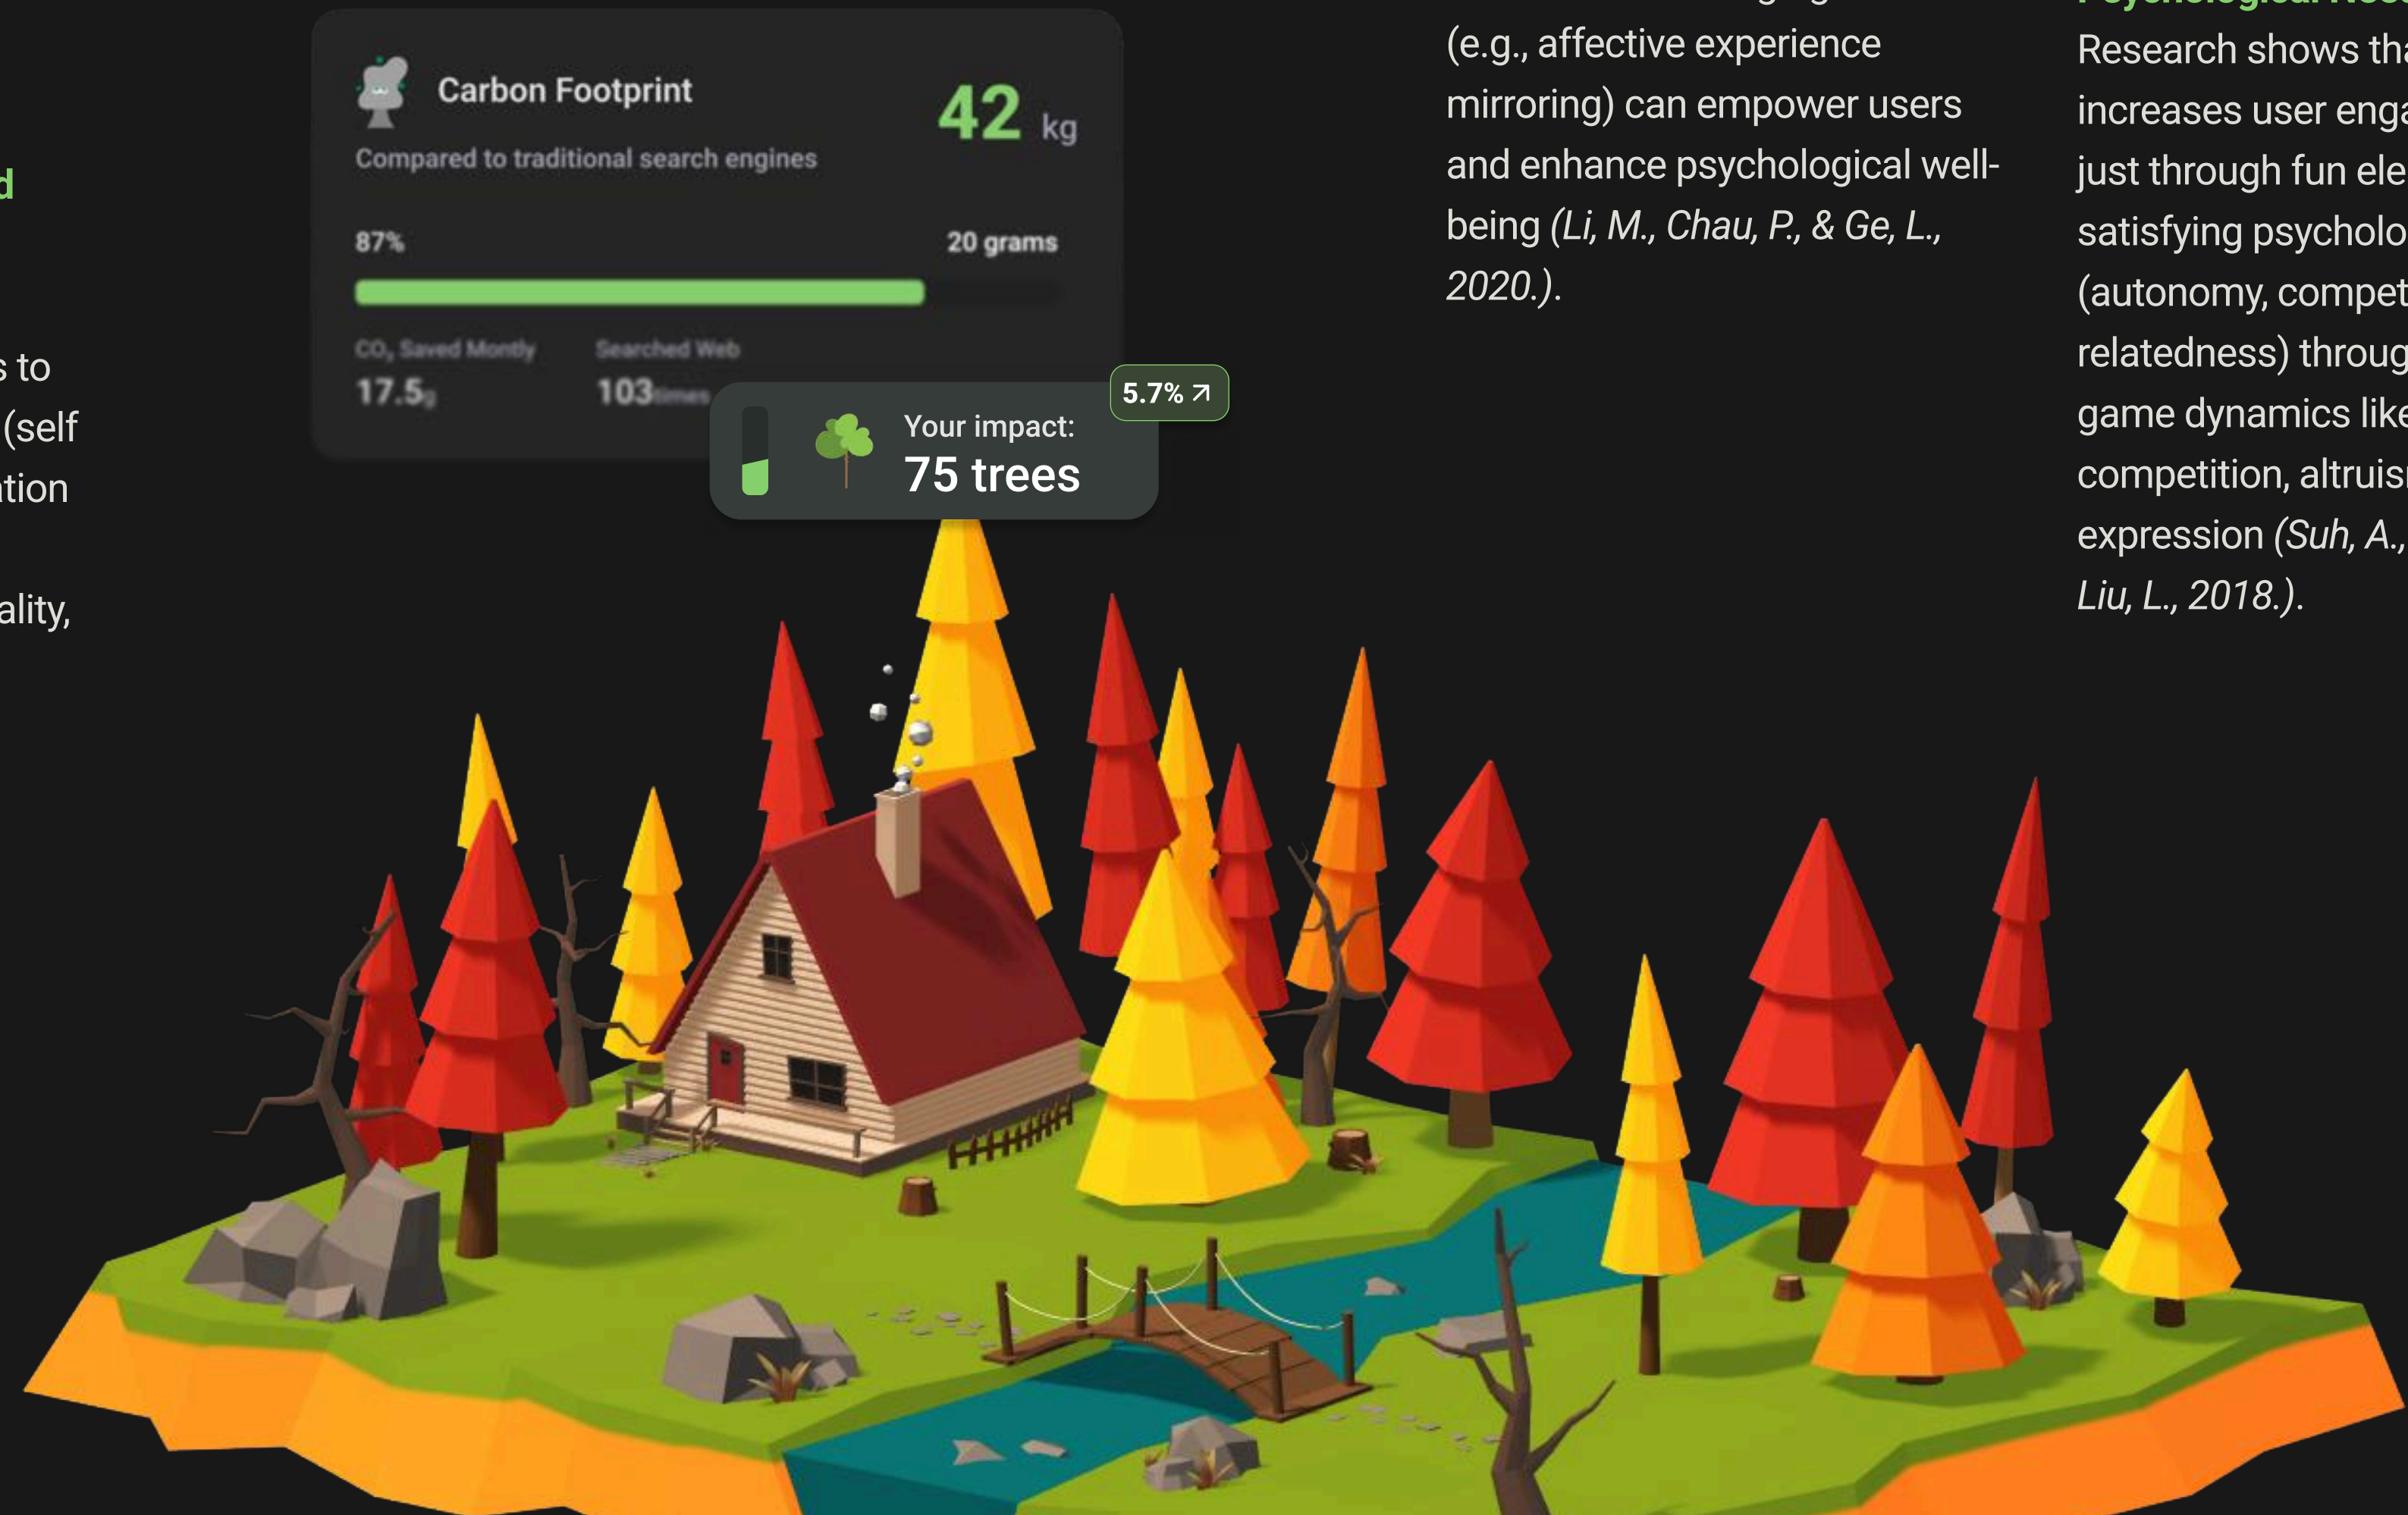 d
s to
(self
ation
ality,
Carbon Footprint
42 kg
Compared to traditional search engines
87%
20 grams
CO₂ Saved Montly
Searched Web
17.5g
103times
5.7%
Your impact:
75 trees
(e.g., affective experience
mirroring) can empower users
and enhance psychological well-
being (Li, M., Chau, P., & Ge, L.,
2020.).
Research shows tha
increases user enga
just through fun ele
satisfying psycholo
(autonomy, compet
relatedness) throug
game dynamics like
competition, altruis
expression (Suh, A.,
Liu, L., 2018.).